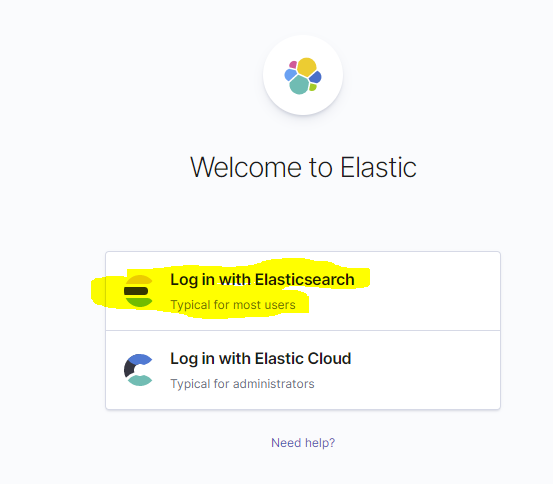 Welcome to Elastic
Log in with Elasticsearch
Typical for most users
Log in with Elastic Cloud
Typical for administrators
Need help?